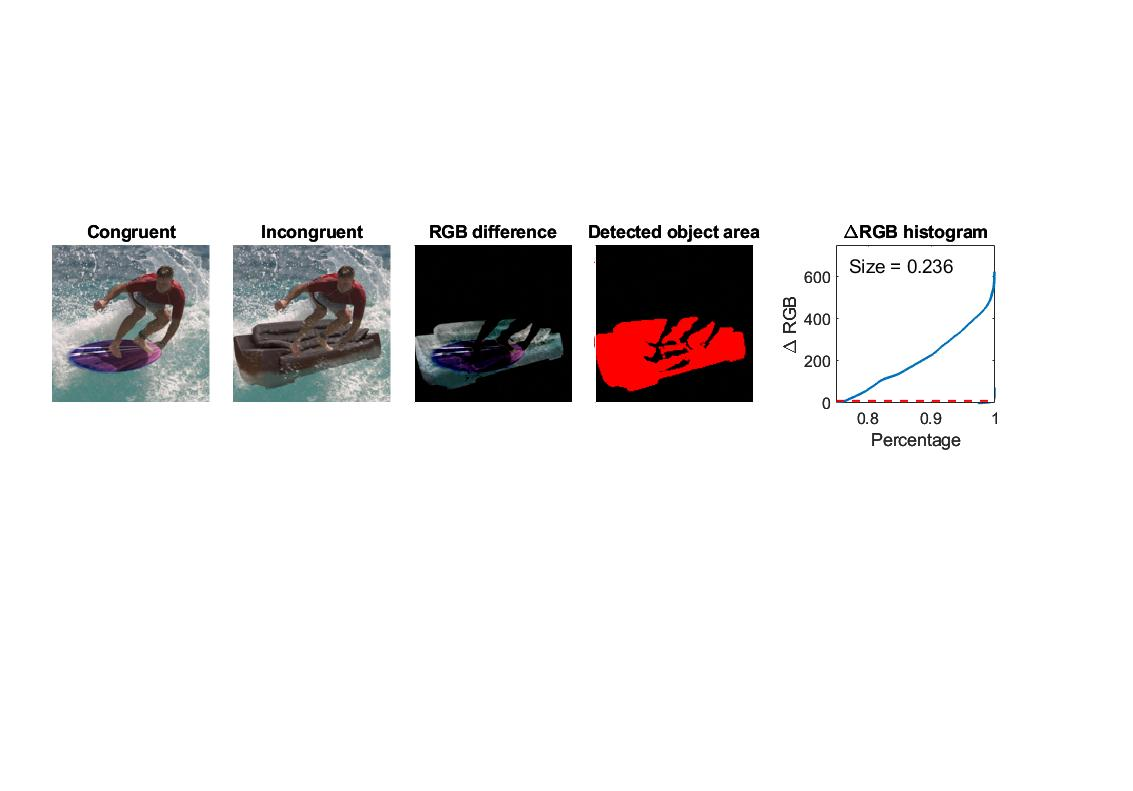 Congruent
Incongruent
RGB difference
Detected object area
△RGB histogram
Size = 0.236
△ RGB
600
400
200
0
0.8
0.9
1
Percentage